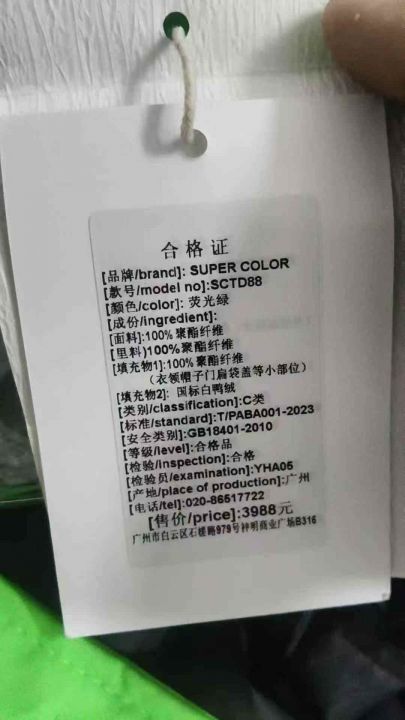 合格证
[品牌/brand]: SUPER COLOR
[款号/model no]:SCTD88
[颜色/color]: 荧光緑
[成份/ingredient]:
[面料]:100%聚酯纤维
[里料)100%聚酯纤维
[填充物1]:100%聚酯纤维
（衣领帽子门扁袋盖等小部位）
[填充物2]: 国标白鸭绒
[类别/classification]:C类
[标准/standard]:T/PABA001-2023
[安全类别]:GB18401-2010
[等级/level]:合格品
[检验/inspection]:合格
[检验员/examination]:YHA05
[产地/place of production]:广州
[电话/tel]:020-86517722
[售价/price]:3988元
广州市白云区石槎路979号神明商业广场B316